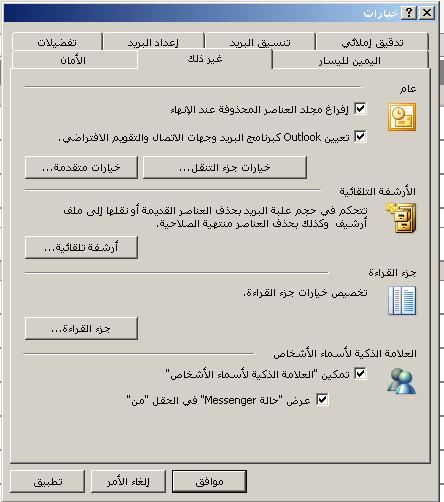 خيارات
تدقيق إملائي
تنسيق البريد
إعداد البريد
تفضيلات
اليمين لليسار
غير ذلك
الأمان
عام
إفراغ مجلد العناصر المحذوفة عند الإنهاء
تعيين Outlook كبرنامج البريد وجهات الاتصال والتقويم الافتراضي.
خيارات جزء التنقل...
خيارات متقدمة...
الأرشفة التلقائية
تتحكم في حجم علبة البريد بحذف العناصر القديمة أو نقلها إلى ملف
أرشيف وكذلك بحذف العناصر منتهية الصلاحية.
أرشفة تلقائية...
جزء القراءة
تخصيص خيارات جزء القراءة.
جزء القراءة...
العلامة الذكية لأسماء الأشخاص
تمكين "العلامة الذكية لأسماء الأشخاص"
عرض "حالة Messenger" في الحقل "من"
موافق
إلغاء الأمر
تطبيق